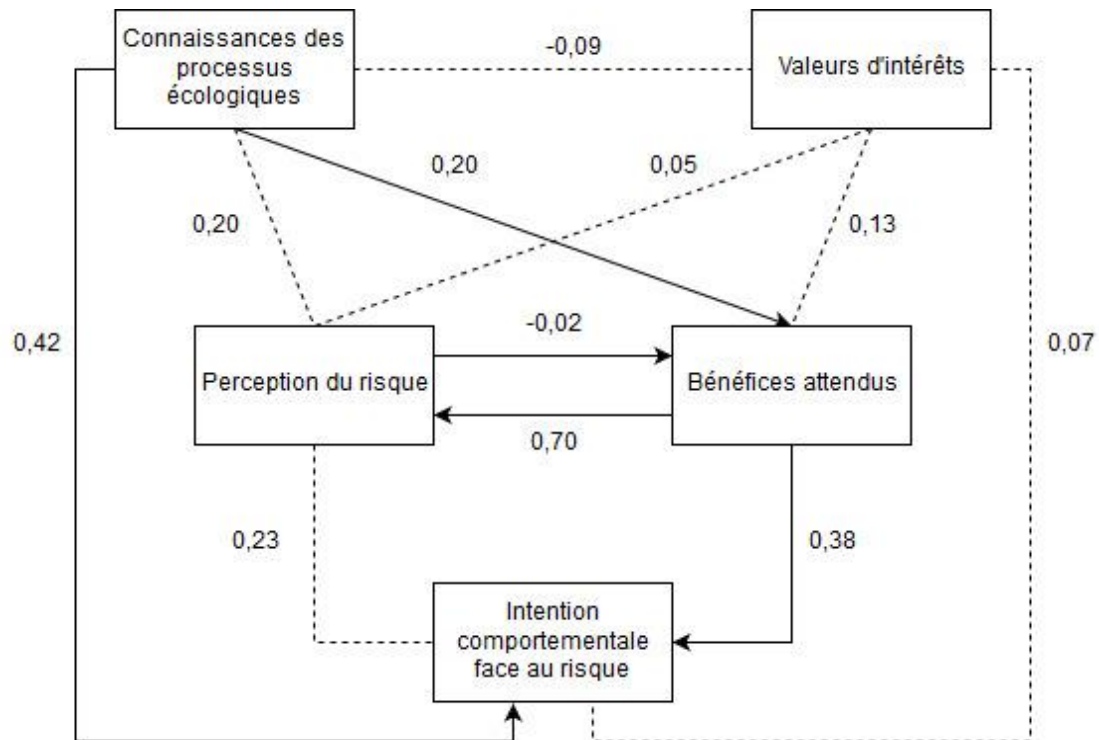 Connaissances des
processus
écologiques
-0,09
Valeurs d'intérêts
0,20
0,05
0,20
0,13
0,42
-0,02
0,07
Perception du risque
Bénéfices attendus
0,70
0,23
0,38
Intention
comportementale
face au risque